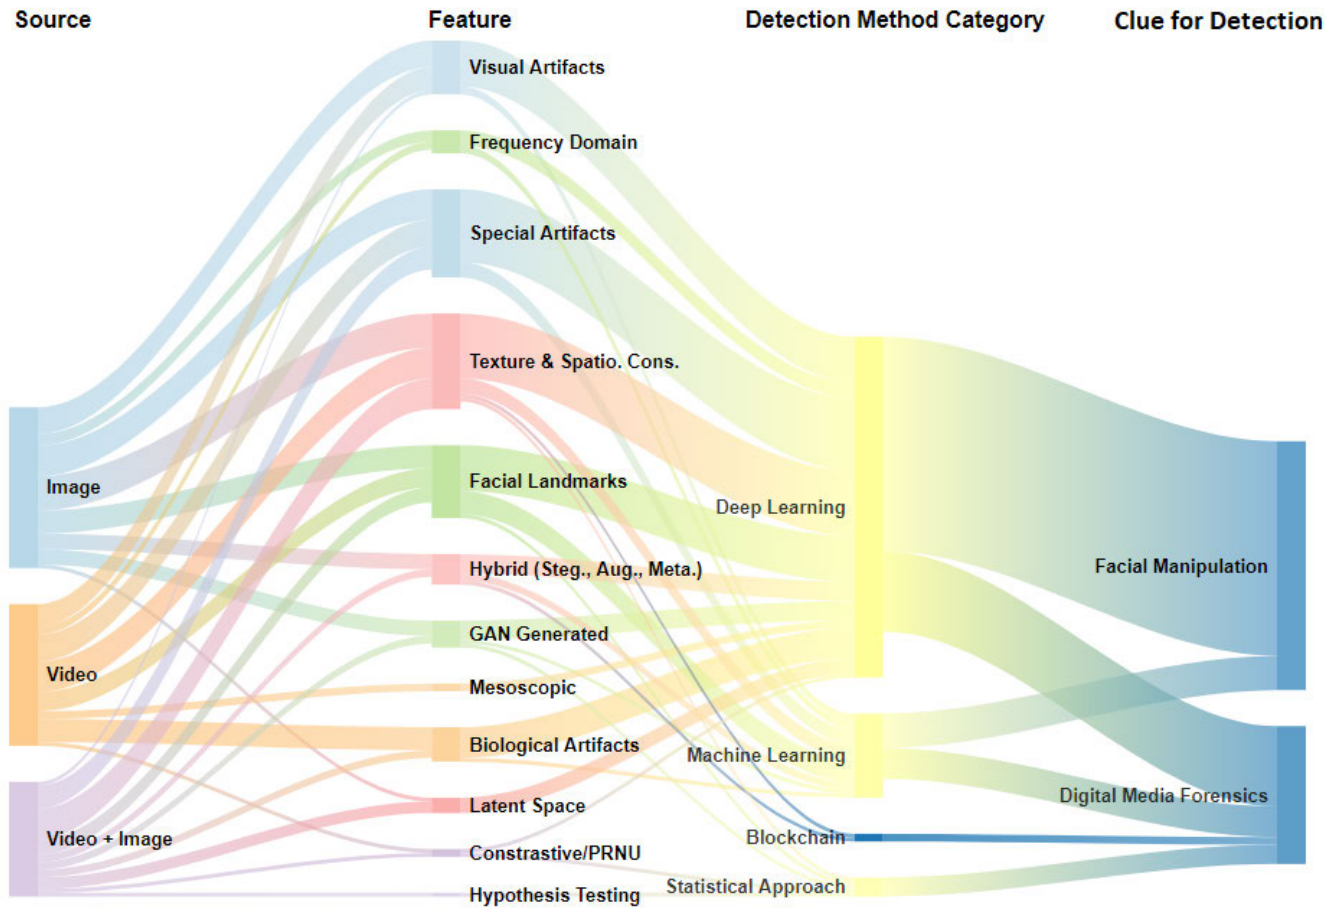 Source Feature Detection Method Category Clue for Detection
Visual Artifacts
Frequency Domain
Special Artifacts
Texture & Spatio. Cons.
Facial Landmarks
Hybrid (Steg., Aug., Meta.)
GAN Generated
Mesoscopic
Biological Artifacts
Latent Space
Constrastive/PRNU
Hypothesis Testing
Image
Video
Video + Image
Deep Learning
Machine Learning
Blockchain
Statistical Approach
Facial Manipulation
Digital Media Forensics